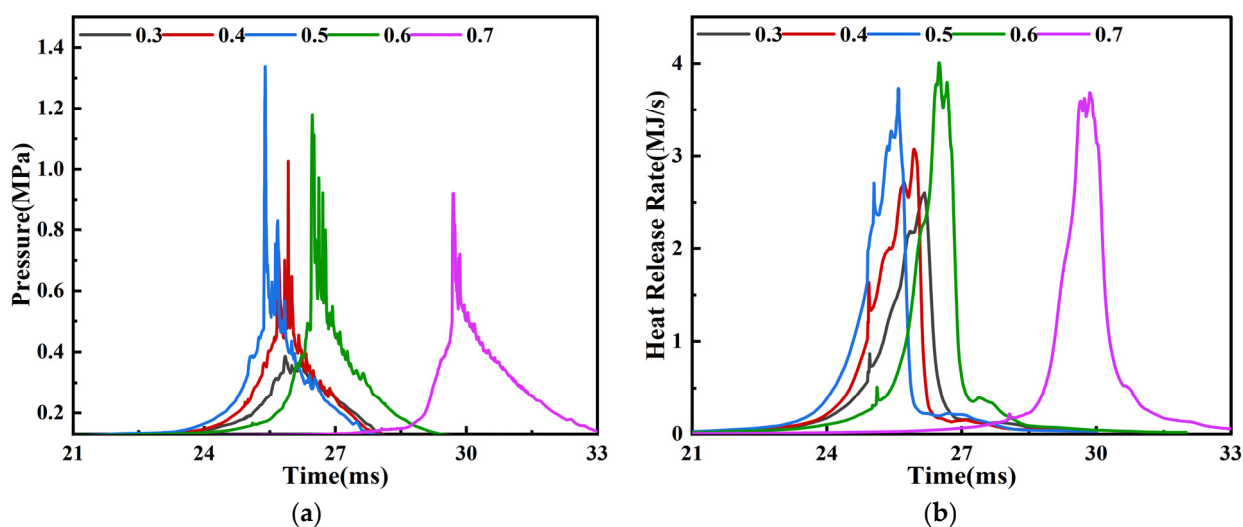 0.3 0.4 0.5 0.6 0.7
1.4
1.2
1.0
0.8
0.6
0.4
0.2
Pressure(MPa)
21 24 27 30 33
Time(ms)
(a)
0.3 0.4 0.5 0.6 0.7
4
3
2
1
0
Heat Release Rate(MJ/s)
21 24 27 30 33
Time(ms)
(b)